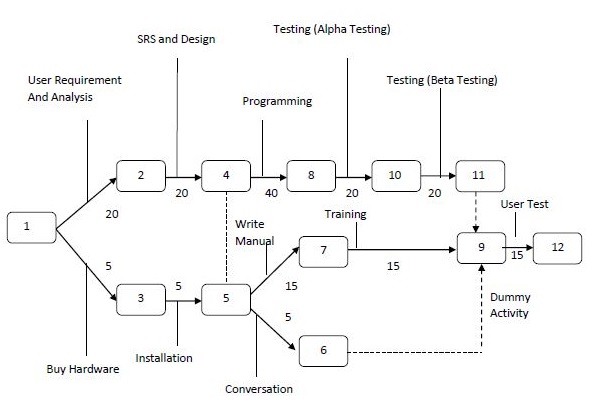 Testing (Alpha Testing)
SRS and Design
User Requirement
And Analysis
Testing (Beta Testing)
Programming
2
4
8
10
11
20
40
20
20
20
User Test
Write
Manual
Training
1
7
9
15
12
5
15
5
3
5
15
5
Dummy
Activity
6
Installation
Buy Hardware
Conversation